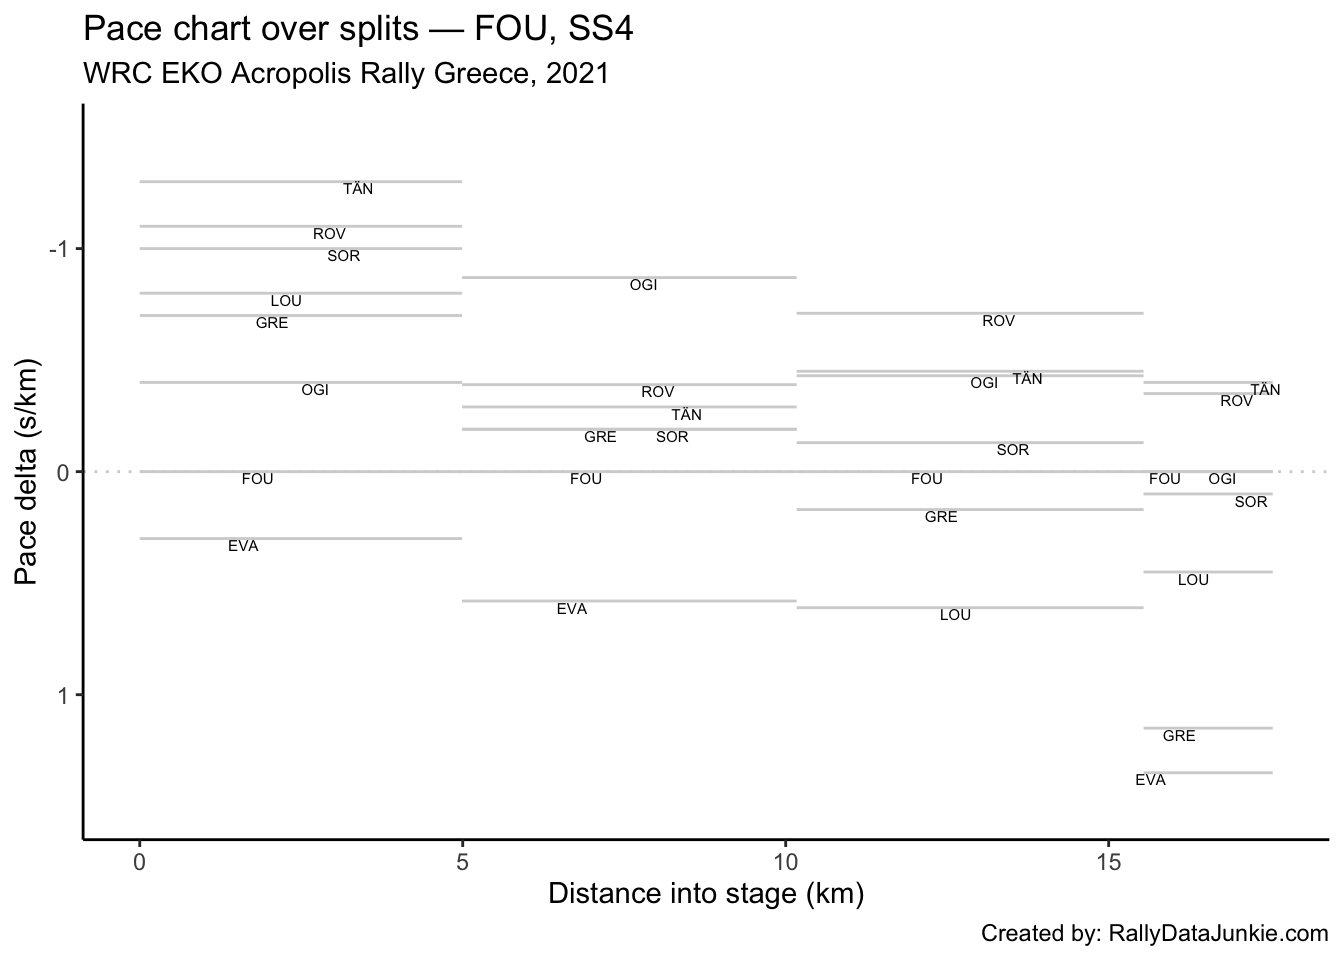 Pace chart over splits — FOU, SS4
WRC EKO Acropolis Rally Greece, 2021
TÄN
ROV
-1
SOR
OGI
LOU
ROV
GRE
TÄN
OGI
OGI
ROV
TÄN
ROV
TÄN
GRE
SOR
SOR
0
FOU
FOU
FOU
FOU
OGI
SOR
GRE
EVA
LOU
EVA
LOU
1
GRE
EVA
Pace delta (s/km)
0
5
10
15
Distance into stage (km)
Created by: RallyDataJunkie.com